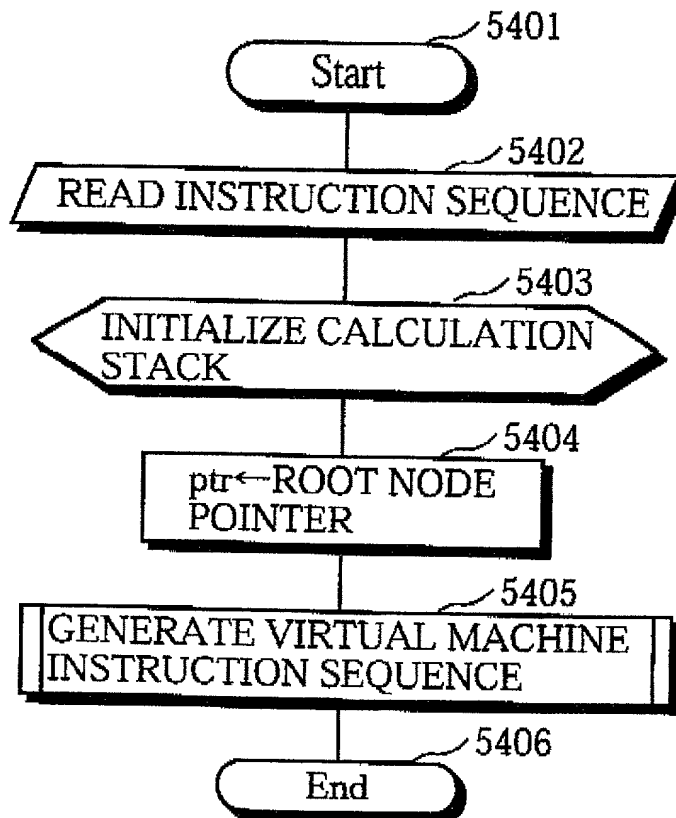 5401
Start
5402
READ INSTRUCTION SEQUENCE
5403
INITIALIZE CALCULATION
STACK
5404
ptr←ROOT NODE
POINTER
5405
GENERATE VIRTUAL MACHINE
INSTRUCTION SEQUENCE
5406
End